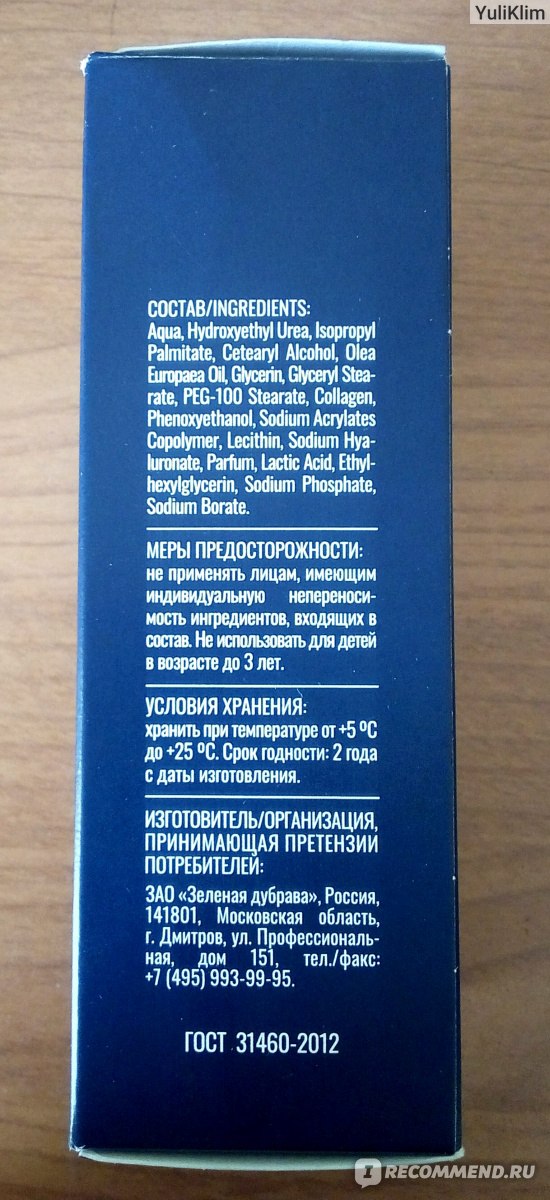 YuliKlim
СОСТАВ/INGREDIENTS:
Aqua, Hydroxyethyl Urea, Isopropyl
Palmitate, Cetearyl Alcohol, Olea
Europaea Oil, Glycerin, Glyceryl Stea-
rate, PEG-100 Stearate, Collagen,
Phenoxyethanol, Sodium Acrylates
Copolymer, Lecithin, Sodium Hya-
luronate, Parfum, Lactic Acid, Ethyl-
hexylglycerin, Sodium Phosphate,
Sodium Borate.
МЕРЫ ПРЕДОСТОРОЖНОСТИ:
не применять лицам, имеющим
индивидуальную непереноси-
мость ингредиентов, входящих в
состав. Не использовать для детей
в возрасте до 3 лет.
УСЛОВИЯ ХРАНЕНИЯ:
хранить при температуре от +5 ºС
до +25 ºС. Срок годности: 2 года
с даты изготовления.
ИЗГОТОВИТЕЛЬ/ОРГАНИЗАЦИЯ,
ПРИНИМАЮЩАЯ ПРЕТЕНЗИИ
ПОТРЕБИТЕЛЕЙ:
ЗАО «Зеленая дубрава», Россия,
141801, Московская область,
г. Дмитров, ул. Профессиональ-
ная, дом 151, тел./факс:
+7 (495) 993-99-95.
ГОСТ 31460-2012
IRECOMMEND.RU